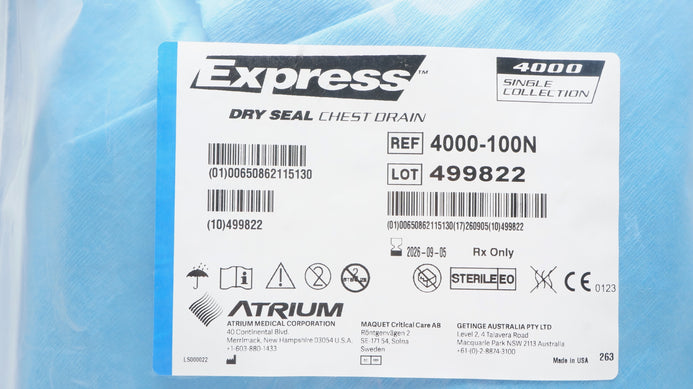 Express™
4000
SINGLE
COLLECTION
DRY SEAL CHEST DRAIN
REF 4000-100N
LOT 499822
(01)00650862115130
(01)00650862115130(17)260905(10)499822
(10)499822
2026-09-05 Rx Only
2
STERILE EO
CE 0123
ATRIUM
ATRIUM MEDICAL CORPORATION
40 Continental Blvd.
Merrimack, New Hampshire 03054 U.S.A.
+1-603-880-1433
MAQUET Critical Care AB
Röntgenvägen 2
SE-171 54, Solna
Sweden
GETINGE AUSTRALIA PTY LTD
Level 2, 4 Talavera Road
Macquarie Park NSW 2113 Australia
+61-(0)-2-8874-3100
LS000022
Made in USA 263